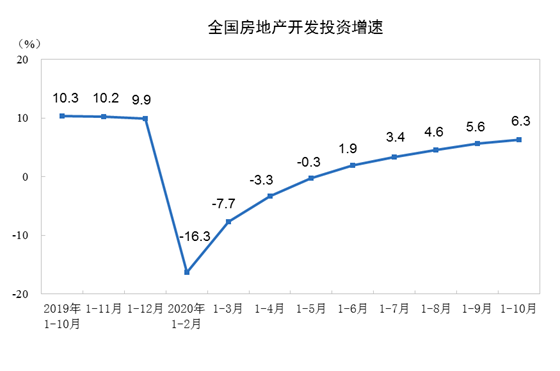 全国房地产开发投资增速
（%）
20
10
0
-10
-20
10.3
10.2
9.9
-16.3
-7.7
-3.3
-0.3
1.9
3.4
4.6
5.6
6.3
2019年
1-10月
1-11月
1-12月
2020年
1-2月
1-3月
1-4月
1-5月
1-6月
1-7月
1-8月
1-9月
1-10月